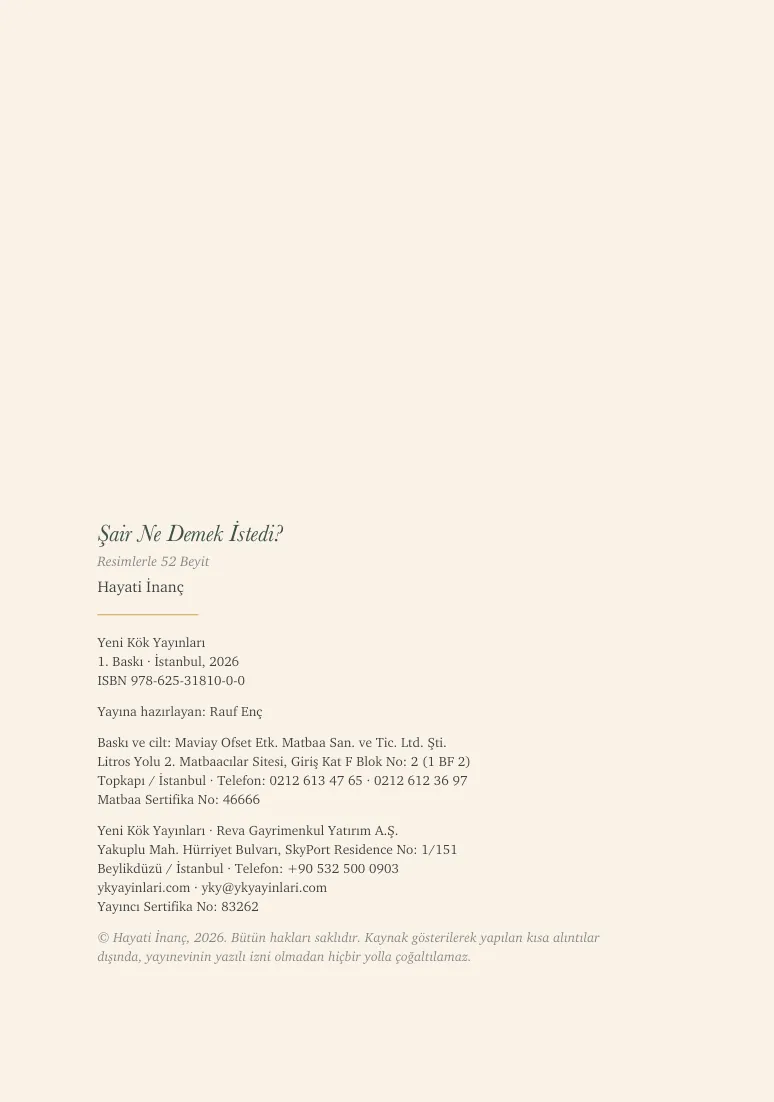 Şair Ne Demek İstedi?
Resimlerle 52 Beyit
Hayati İnanç
Yeni Kök Yayınları
1. Baskı · İstanbul, 2026
ISBN 978-625-31810-0-0
Yayına hazırlayan: Rauf Enç
Baskı ve cilt: Maviay Ofset Etk. Matbaa San. ve Tic. Ltd. Şti.
Litros Yolu 2. Matbaacılar Sitesi, Giriş Kat F Blok No: 2 (1 BF 2)
Topkapı / İstanbul · Telefon: 0212 613 47 65 · 0212 612 36 97
Matbaa Sertifika No: 46666
Yeni Kök Yayınları · Reva Gayrimenkul Yatırım A.Ş.
Yakuplu Mah. Hürriyet Bulvarı, SkyPort Residence No: 1/151
Beylikdüzü / İstanbul · Telefon: +90 532 500 0903
ykyayinlari.com · yky@ykyayinlari.com
Yayıncı Sertifika No: 83262
© Hayati İnanç, 2026. Bütün hakları saklıdır. Kaynak gösterilerek yapılan kısa alıntılar
dışında, yayınevinin yazılı izni olmadan hiçbir yolla çoğaltılamaz.